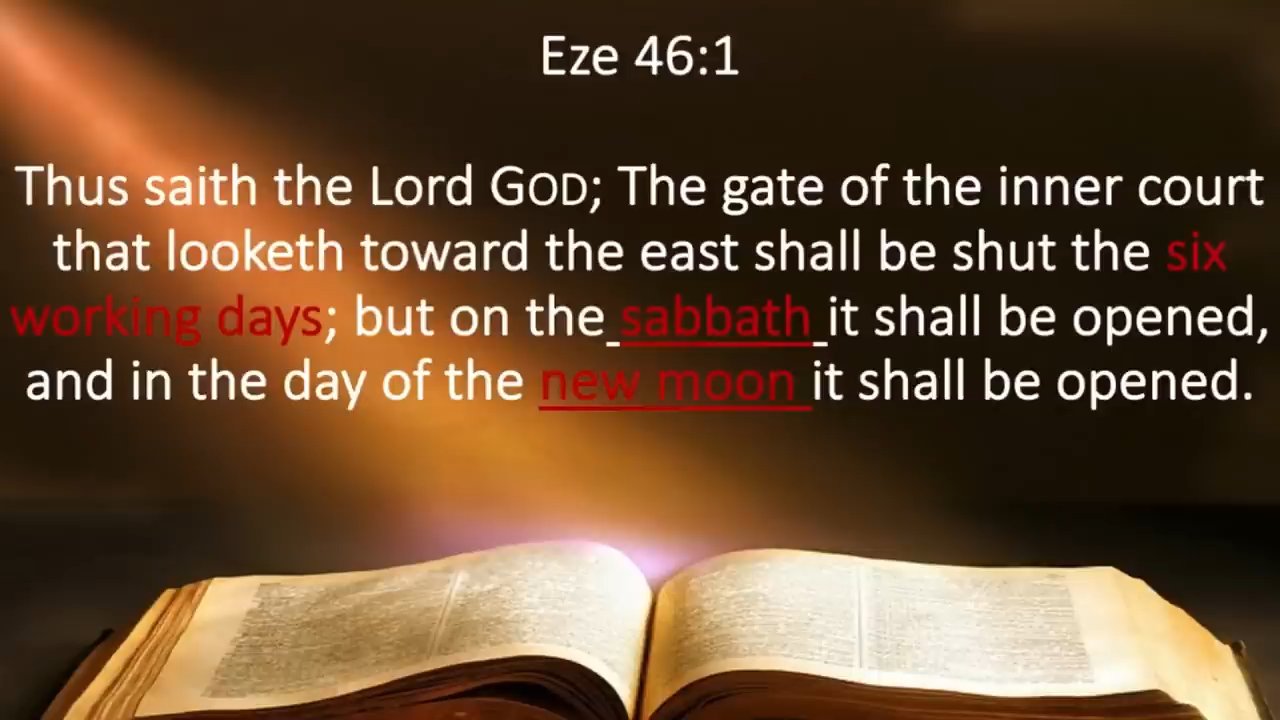 Eze 46:1
Thus saith the Lord GOD; The gate of the inner court
that looketh toward the east shall be shut the six
working days; but on the sabbath it shall be opened,
and in the day of the new moon it shall be opened.